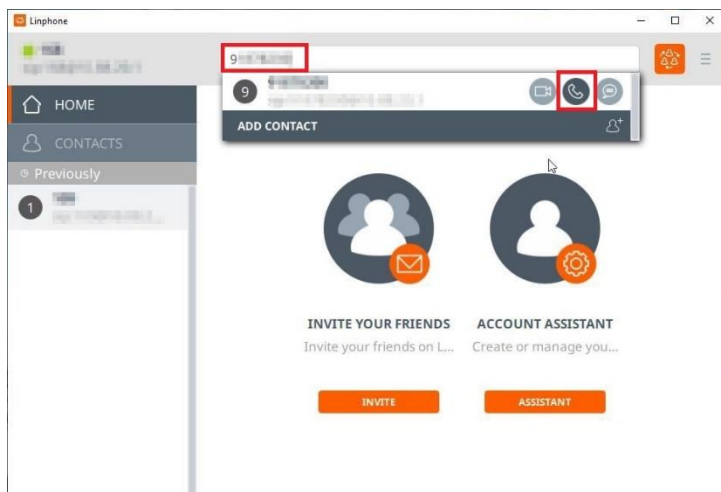 Linphone
9
9
ADD CONTACT
HOME
CONTACTS
Previously
1
INVITE YOUR FRIENDS
Invite your friends on L...
INVITE
ACCOUNT ASSISTANT
Create or manage you...
ASSISTANT